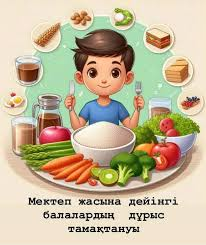 Мектеп жасына дейінгі
балалардың дұрыс
тамақтануы